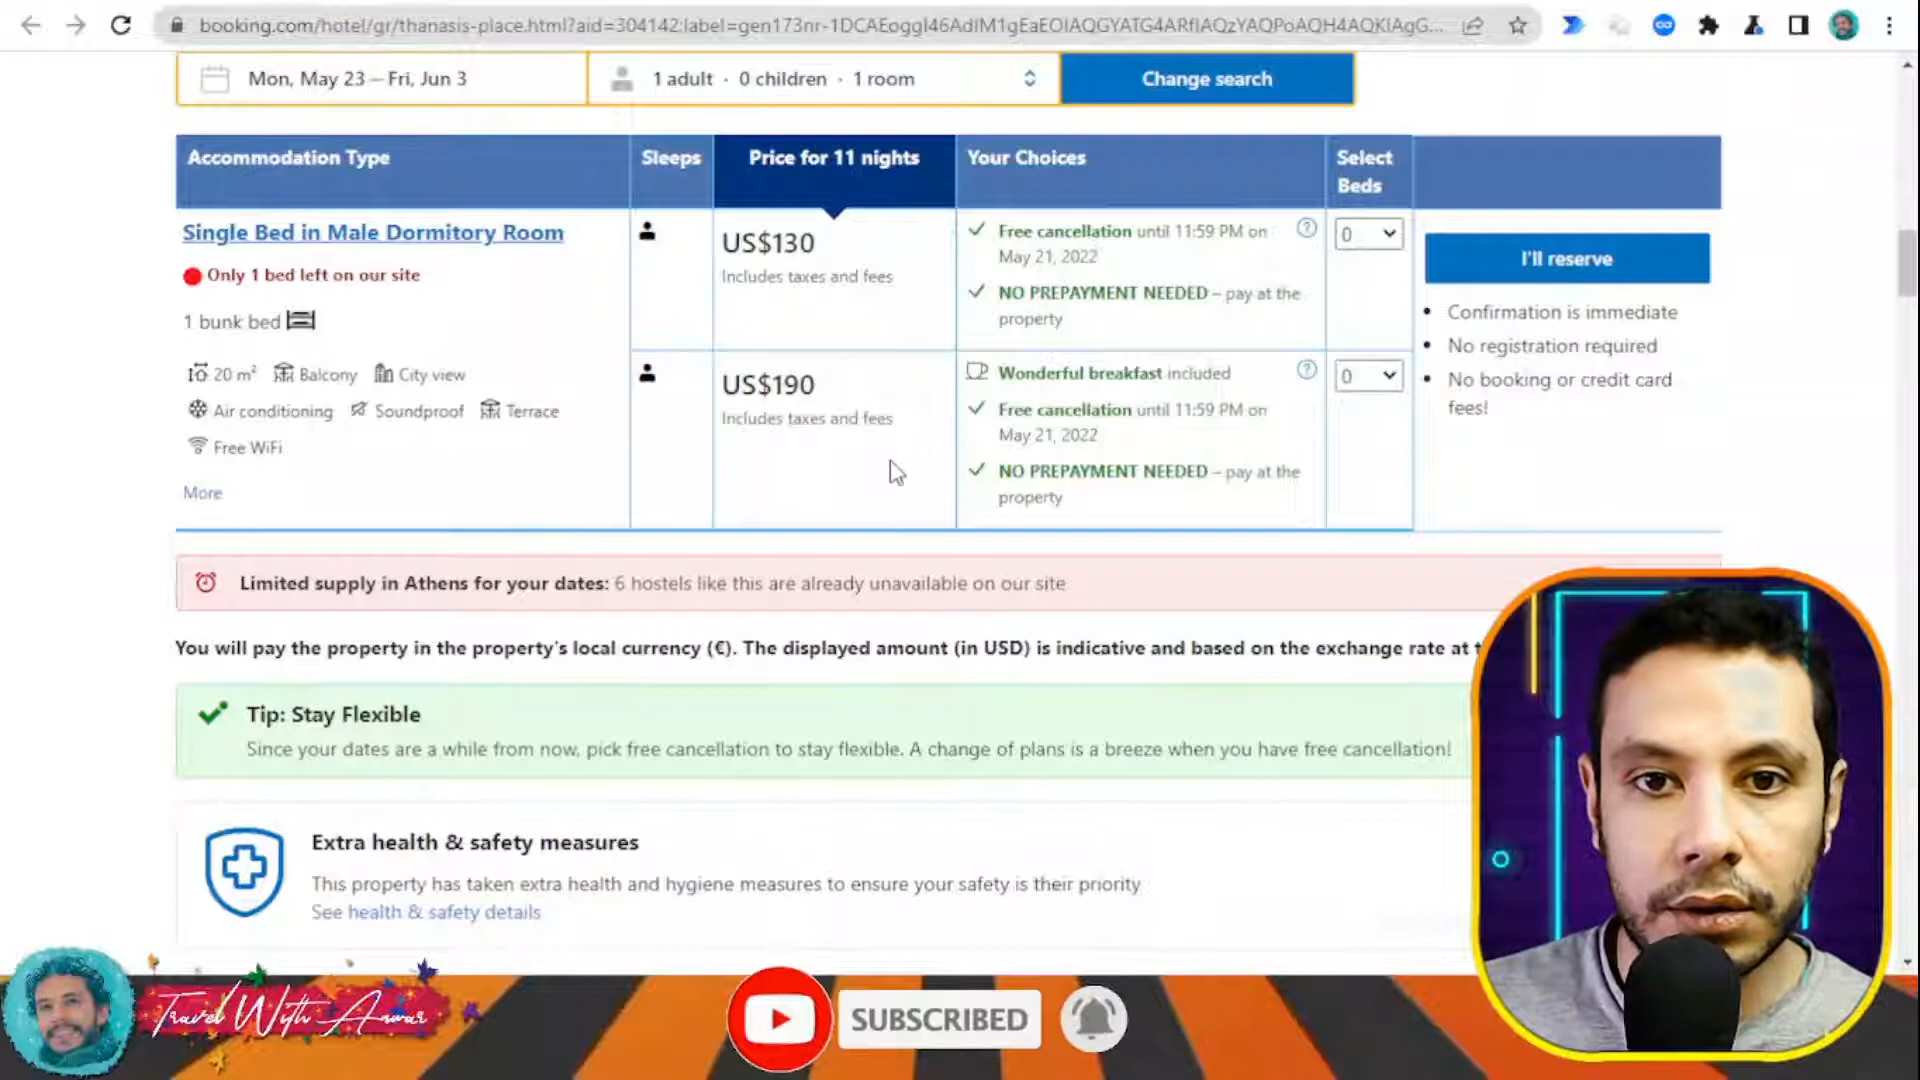 booking.com/hotel/gr/thanasis-place.html?aid=304142;label=gen173nr-1DCAEoggI46AdIM1gEaEOIAQGYATG4ARfIAQzYAQPoAQH4AQKIAgG...
Mon, May 23 – Fri, Jun 3
1 adult · 0 children · 1 room
Change search
Accommodation Type
Sleeps
Price for 11 nights
Your Choices
Select
Beds
Single Bed in Male Dormitory Room
Only 1 bed left on our site
1 bunk bed
20 m²
Balcony
City view
Air conditioning
Soundproof
Terrace
Free WiFi
More
US$130
Includes taxes and fees
Free cancellation until 11:59 PM on
May 21, 2022
NO PREPAYMENT NEEDED – pay at the
property
0
I'll reserve
Confirmation is immediate
No registration required
No booking or credit card
fees!
US$190
Includes taxes and fees
Wonderful breakfast included
Free cancellation until 11:59 PM on
May 21, 2022
NO PREPAYMENT NEEDED – pay at the
property
0
Limited supply in Athens for your dates: 6 hostels like this are already unavailable on our site
You will pay the property in the property's local currency (€). The displayed amount (in USD) is indicative and based on the exchange rate at
Tip: Stay Flexible
Since your dates are a while from now, pick free cancellation to stay flexible. A change of plans is a breeze when you have free cancellation!
Extra health & safety measures
This property has taken extra health and hygiene measures to ensure your safety is their priority
See health & safety details
Travel With Anwar
SUBSCRIBED